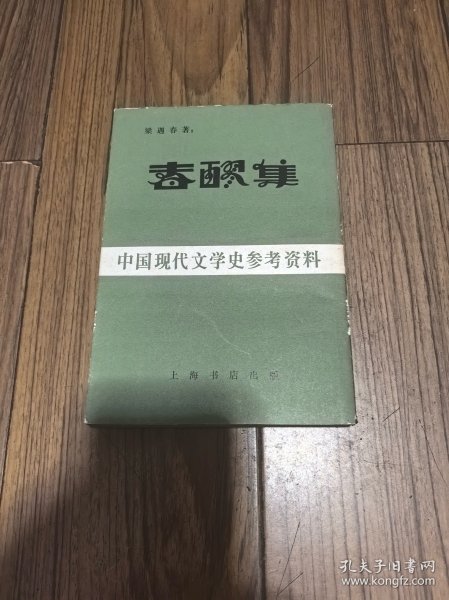 梁遇春著：
春醪集
中国现代文学史参考资料
上海书店出版
孔夫子旧书网
www.kongfz.com